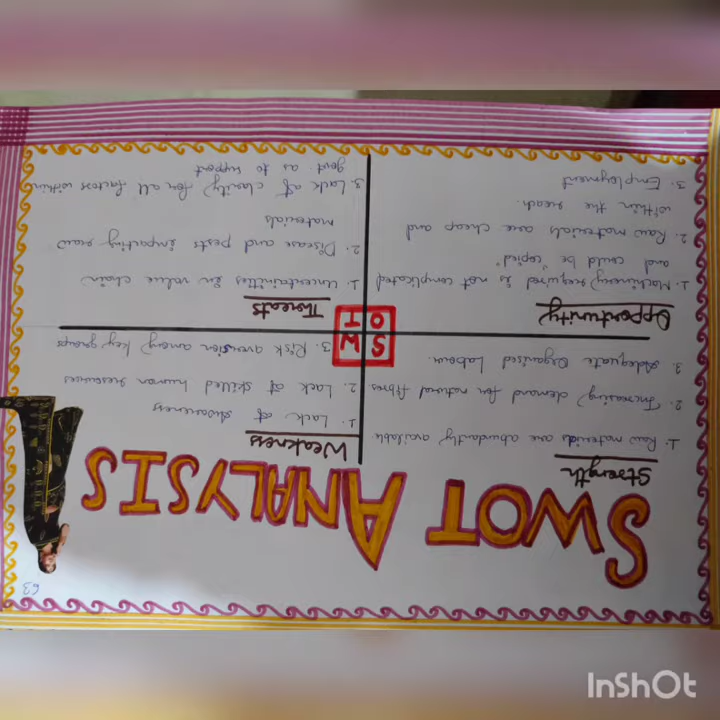 63
SWOT ANALYSIS
Strength
1. Raw materials are abundantly available
2. Increasing demand for natural fibres
3. Adequate Organised Labour.
Weakness
1. Lack of awareness
2. Lack of skilled human resources
3. Risk aversion among key groups
S W
O T
Opportunity
1. Machinery required is not complicated
and could be "copied"
2. Raw materials are cheap and
within the reach.
3. Employment
Threats
1. Uncertainities in value chain
2. Disease and pests impacting raw
materials
3. Lack of clarity for all factors within
govt. as to support
InShOt